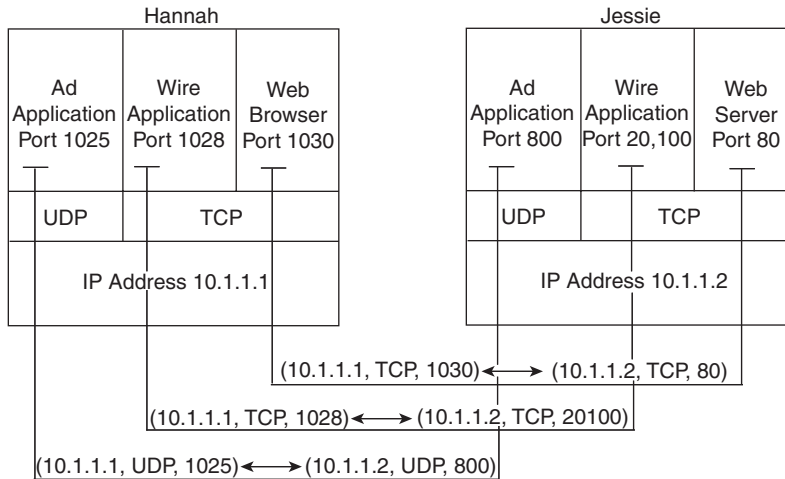 Hannah
Jessie
Ad
Application
Port 1025
Wire
Application
Port 1028
Web
Browser
Port 1030
Ad
Application
Port 800
Wire
Application
Port 20,100
Web
Server
Port 80
UDP
TCP
UDP
TCP
IP Address 10.1.1.1
IP Address 10.1.1.2
(10.1.1.1, TCP, 1030)
(10.1.1.2, TCP, 80)
(10.1.1.1, TCP, 1028)
(10.1.1.2, TCP, 20100)
(10.1.1.1, UDP, 1025)
(10.1.1.2, UDP, 800)